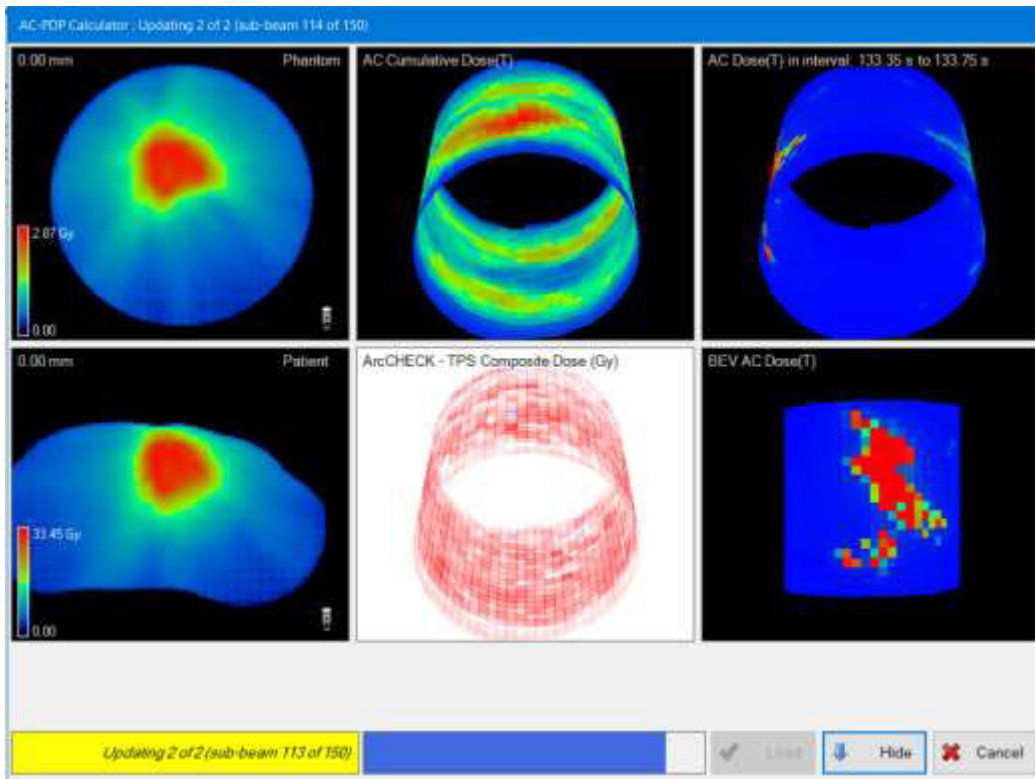 AC-PDP Calculator : Updating 2 of 2 (sub-beam 114 of 150)
0.00 mm Phantom
2.87 Gy
0.00
AC Cumulative Dose(T)
AC Dose(T) in interval: 133.35 s to 133.75 s
0.00 mm Patient
33.45 Gy
0.00
ArcCHECK - TPS Composite Dose (Gy)
BEV AC Dose(T)
Updating 2 of 2 (sub-beam 113 of 150)
Load
Hide
Cancel